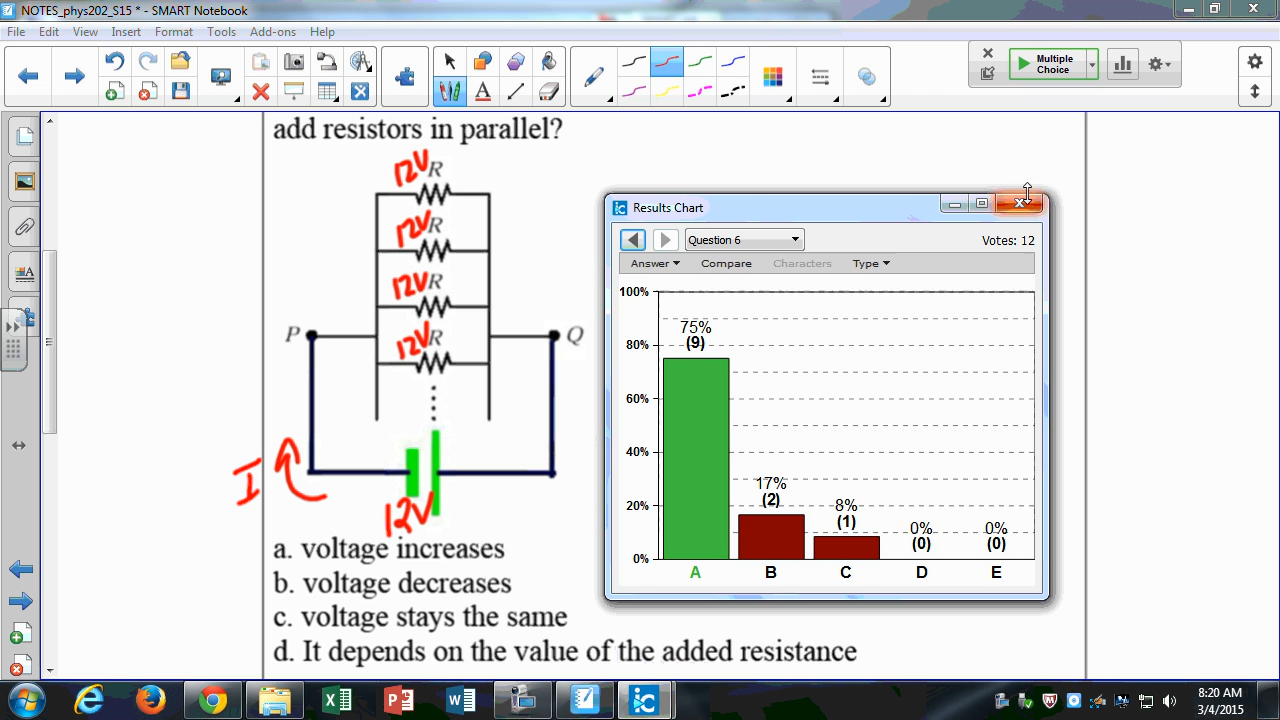 NOTES_phys202_S15 * - SMART Notebook
File Edit View Insert Format Tools Add-ons Help
Multiple
Choice
add resistors in parallel?
12V R
12V R
12V R
12V R
P
Q
I
12V
a. voltage increases
b. voltage decreases
c. voltage stays the same
d. It depends on the value of the added resistance
Results Chart
Question 6
Votes: 12
Answer Compare Characters Type
100%
80%
60%
40%
20%
0%
75%
(9)
17%
(2)
8%
(1)
0%
(0)
0%
(0)
A B C D E
8:20 AM
3/4/2015